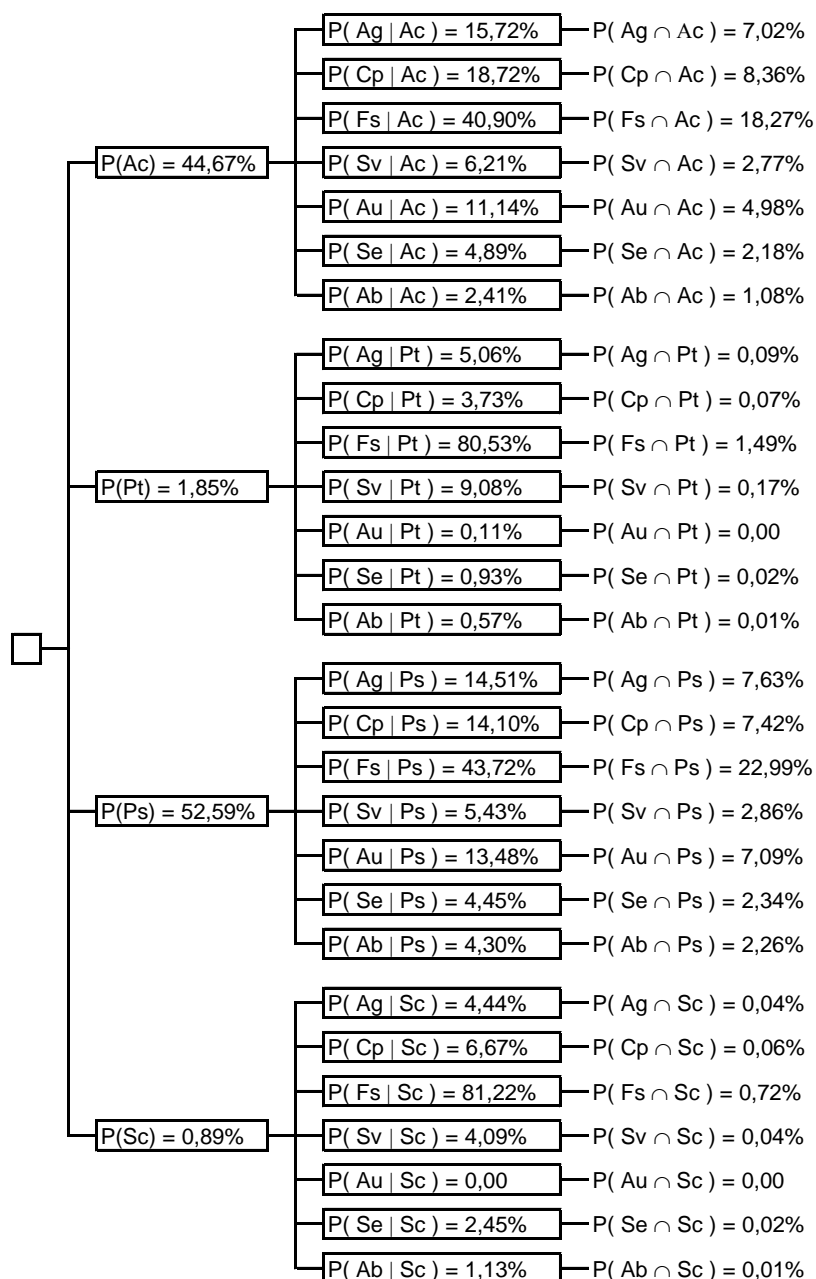 P( Ag | Ac ) = 15,72% P( Ag ∩ Ac ) = 7,02%
P( Cp | Ac ) = 18,72% P( Cp ∩ Ac ) = 8,36%
P( Fs | Ac ) = 40,90% P( Fs ∩ Ac ) = 18,27%
P(Ac) = 44,67% P( Sv | Ac ) = 6,21% P( Sv ∩ Ac ) = 2,77%
P( Au | Ac ) = 11,14% P( Au ∩ Ac ) = 4,98%
P( Se | Ac ) = 4,89% P( Se ∩ Ac ) = 2,18%
P( Ab | Ac ) = 2,41% P( Ab ∩ Ac ) = 1,08%
P( Ag | Pt ) = 5,06% P( Ag ∩ Pt ) = 0,09%
P( Cp | Pt ) = 3,73% P( Cp ∩ Pt ) = 0,07%
P( Fs | Pt ) = 80,53% P( Fs ∩ Pt ) = 1,49%
P(Pt) = 1,85% P( Sv | Pt ) = 9,08% P( Sv ∩ Pt ) = 0,17%
P( Au | Pt ) = 0,11% P( Au ∩ Pt ) = 0,00
P( Se | Pt ) = 0,93% P( Se ∩ Pt ) = 0,02%
P( Ab | Pt ) = 0,57% P( Ab ∩ Pt ) = 0,01%
P( Ag | Ps ) = 14,51% P( Ag ∩ Ps ) = 7,63%
P( Cp | Ps ) = 14,10% P( Cp ∩ Ps ) = 7,42%
P( Fs | Ps ) = 43,72% P( Fs ∩ Ps ) = 22,99%
P(Ps) = 52,59% P( Sv | Ps ) = 5,43% P( Sv ∩ Ps ) = 2,86%
P( Au | Ps ) = 13,48% P( Au ∩ Ps ) = 7,09%
P( Se | Ps ) = 4,45% P( Se ∩ Ps ) = 2,34%
P( Ab | Ps ) = 4,30% P( Ab ∩ Ps ) = 2,26%
P( Ag | Sc ) = 4,44% P( Ag ∩ Sc ) = 0,04%
P( Cp | Sc ) = 6,67% P( Cp ∩ Sc ) = 0,06%
P( Fs | Sc ) = 81,22% P( Fs ∩ Sc ) = 0,72%
P(Sc) = 0,89% P( Sv | Sc ) = 4,09% P( Sv ∩ Sc ) = 0,04%
P( Au | Sc ) = 0,00 P( Au ∩ Sc ) = 0,00
P( Se | Sc ) = 2,45% P( Se ∩ Sc ) = 0,02%
P( Ab | Sc ) = 1,13% P( Ab ∩ Sc ) = 0,01%